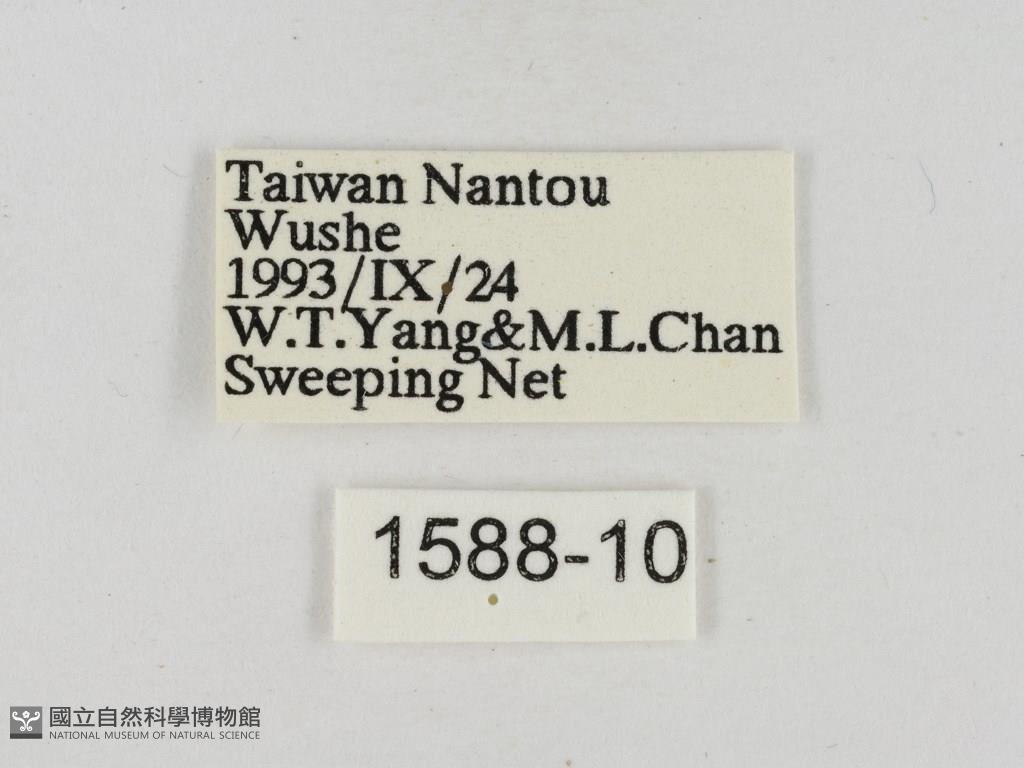 Taiwan Nantou
Wushe
1993/IX/24
W.T.Yang&M.L.Chan
Sweeping Net
1588-10
國立自然科學博物館
NATIONAL MUSEUM OF NATURAL SCIENCE